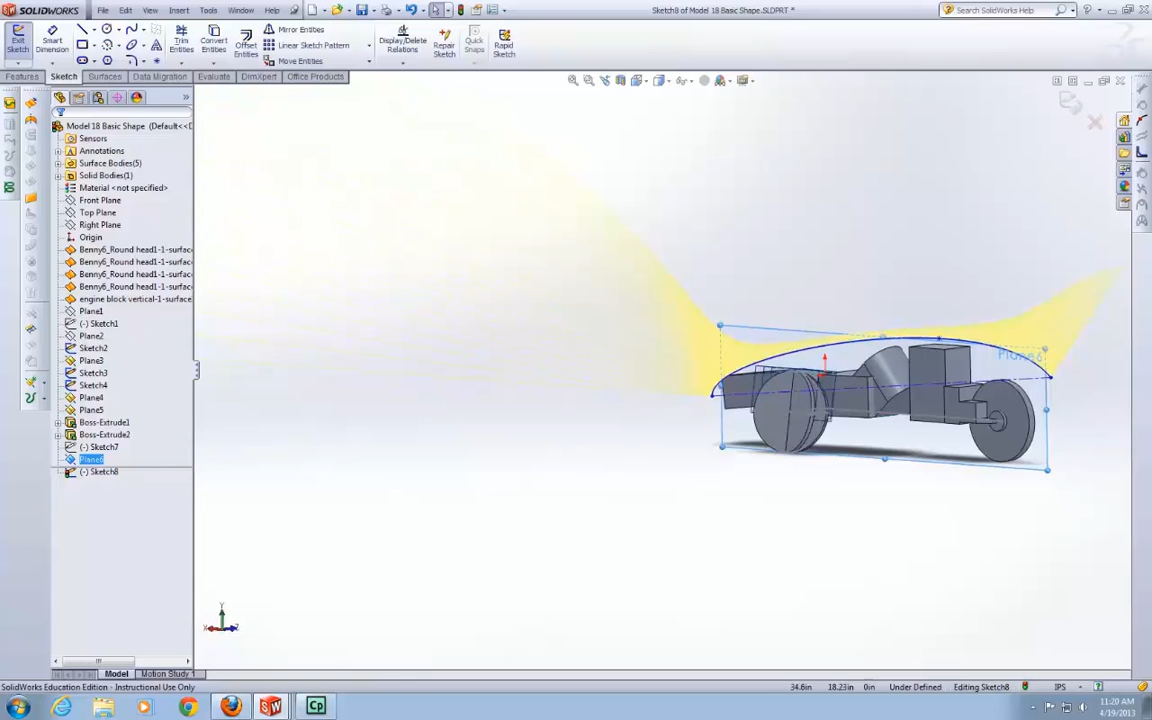 SOLIDWORKS File Edit View Insert Tools Window Help
Sketch8 of Model 18 Basic Shape.SLDPRT *
Search SolidWorks Help
Exit Sketch
Smart Dimension
Trim Entities
Convert Entities
Offset Entities
Mirror Entities
Linear Sketch Pattern
Move Entities
Display/Delete Relations
Repair Sketch
Quick Snaps
Rapid Sketch
Features Sketch Surfaces Data Migration Evaluate DimXpert Office Products
Model 18 Basic Shape (Default<<D
Sensors
Annotations
Surface Bodies(5)
Solid Bodies(1)
Material <not specified>
Front Plane
Top Plane
Right Plane
Origin
Benny6_Round head1-1-surfac
Benny6_Round head1-1-surfac
Benny6_Round head1-1-surfac
Benny6_Round head1-1-surfac
engine block vertical-1-surface
Plane1
(-) Sketch1
Plane2
Sketch2
Plane3
Sketch3
Sketch4
Plane4
Plane5
Boss-Extrude1
Boss-Extrude2
(-) Sketch7
Plane6
(-) Sketch8
Plane6
Y
X
Z
Model Motion Study 1
SolidWorks Education Edition - Instructional Use Only
34.6in 18.23in 0in Under Defined Editing Sketch8 IPS
11:20 AM
4/19/2013